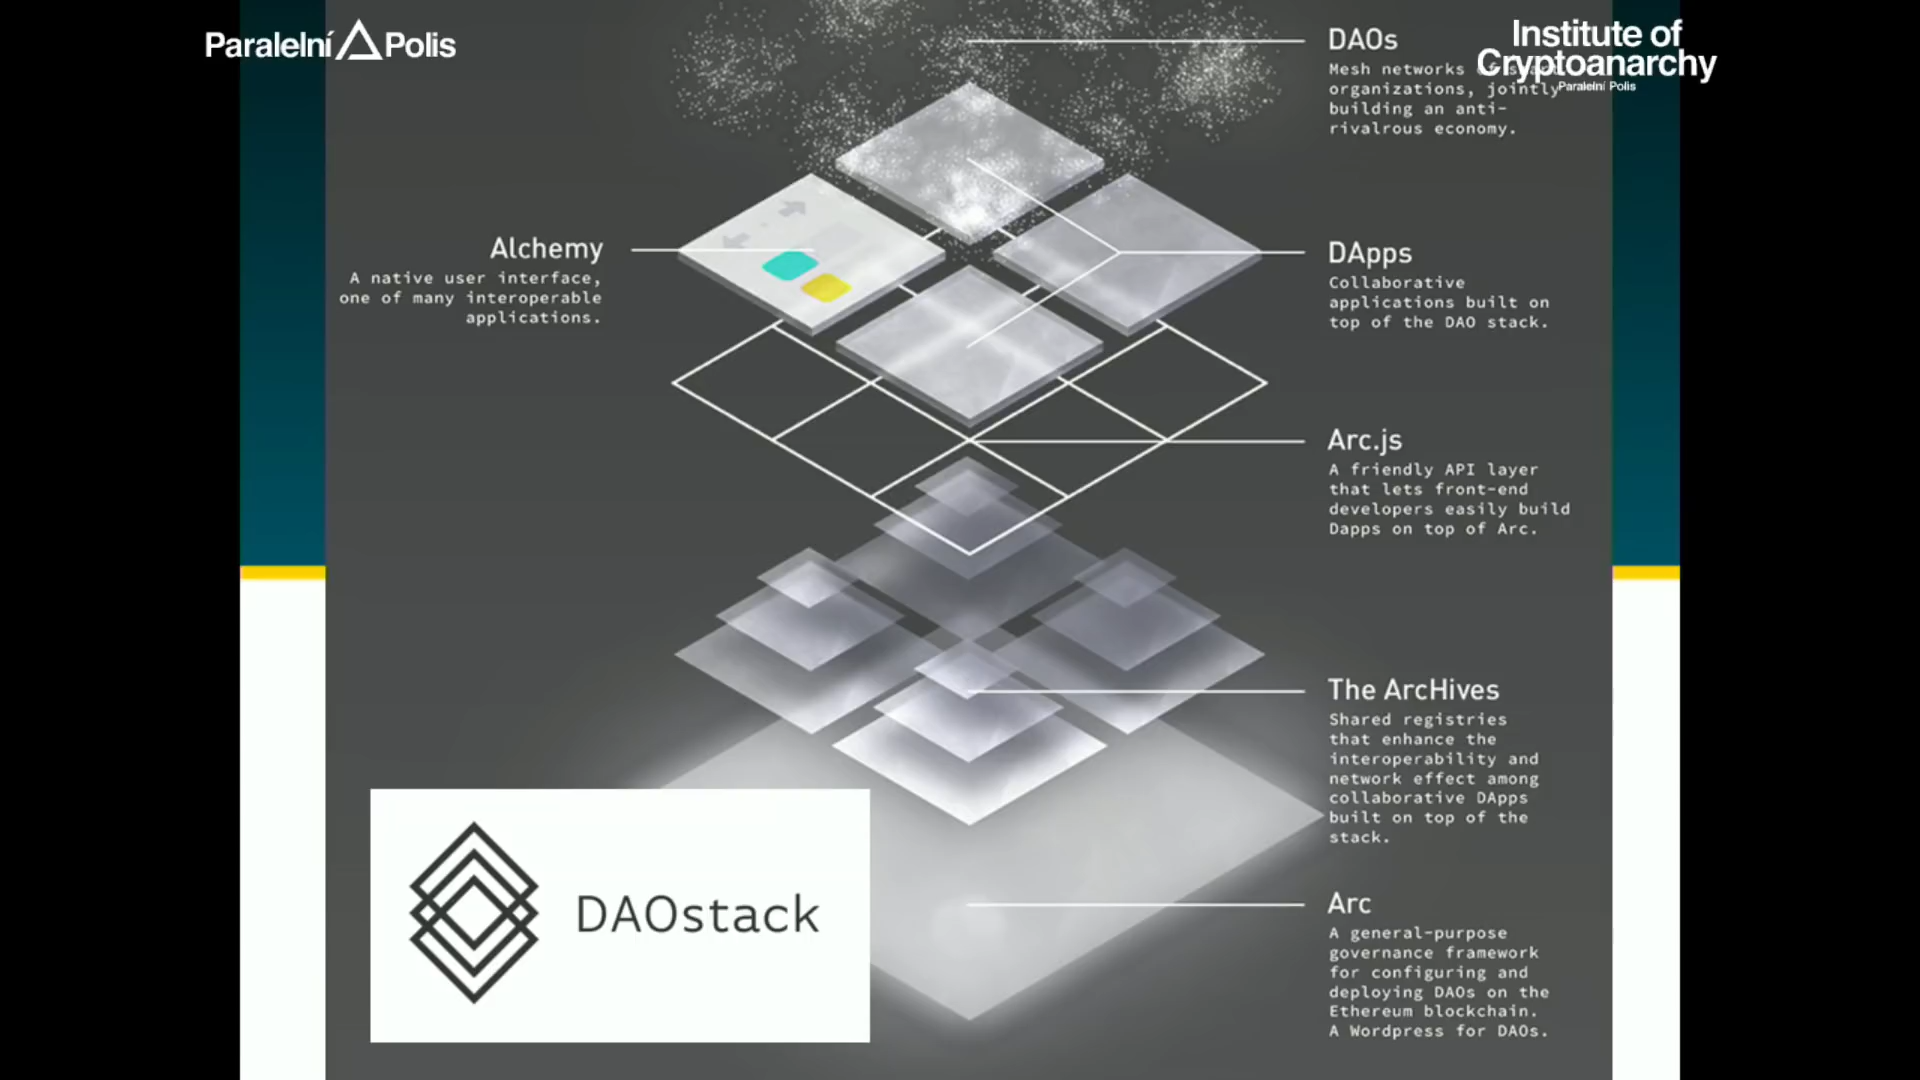 Paralelní Polis
Institute of
Cryptoanarchy
Paralelní Polis
DAOs
Mesh networks
organizations, jointly
building an anti-
rivalrous economy.
Alchemy
A native user interface,
one of many interoperable
applications.
DApps
Collaborative
applications built on
top of the DAO stack.
Arc.js
A friendly API layer
that lets front-end
developers easily build
Dapps on top of Arc.
The ArcHives
Shared registries
that enhance the
interoperability and
network effect among
collaborative DApps
built on top of the
stack.
Arc
A general-purpose
governance framework
for configuring and
deploying DAOs on the
Ethereum blockchain.
A Wordpress for DAOs.
DAOstack